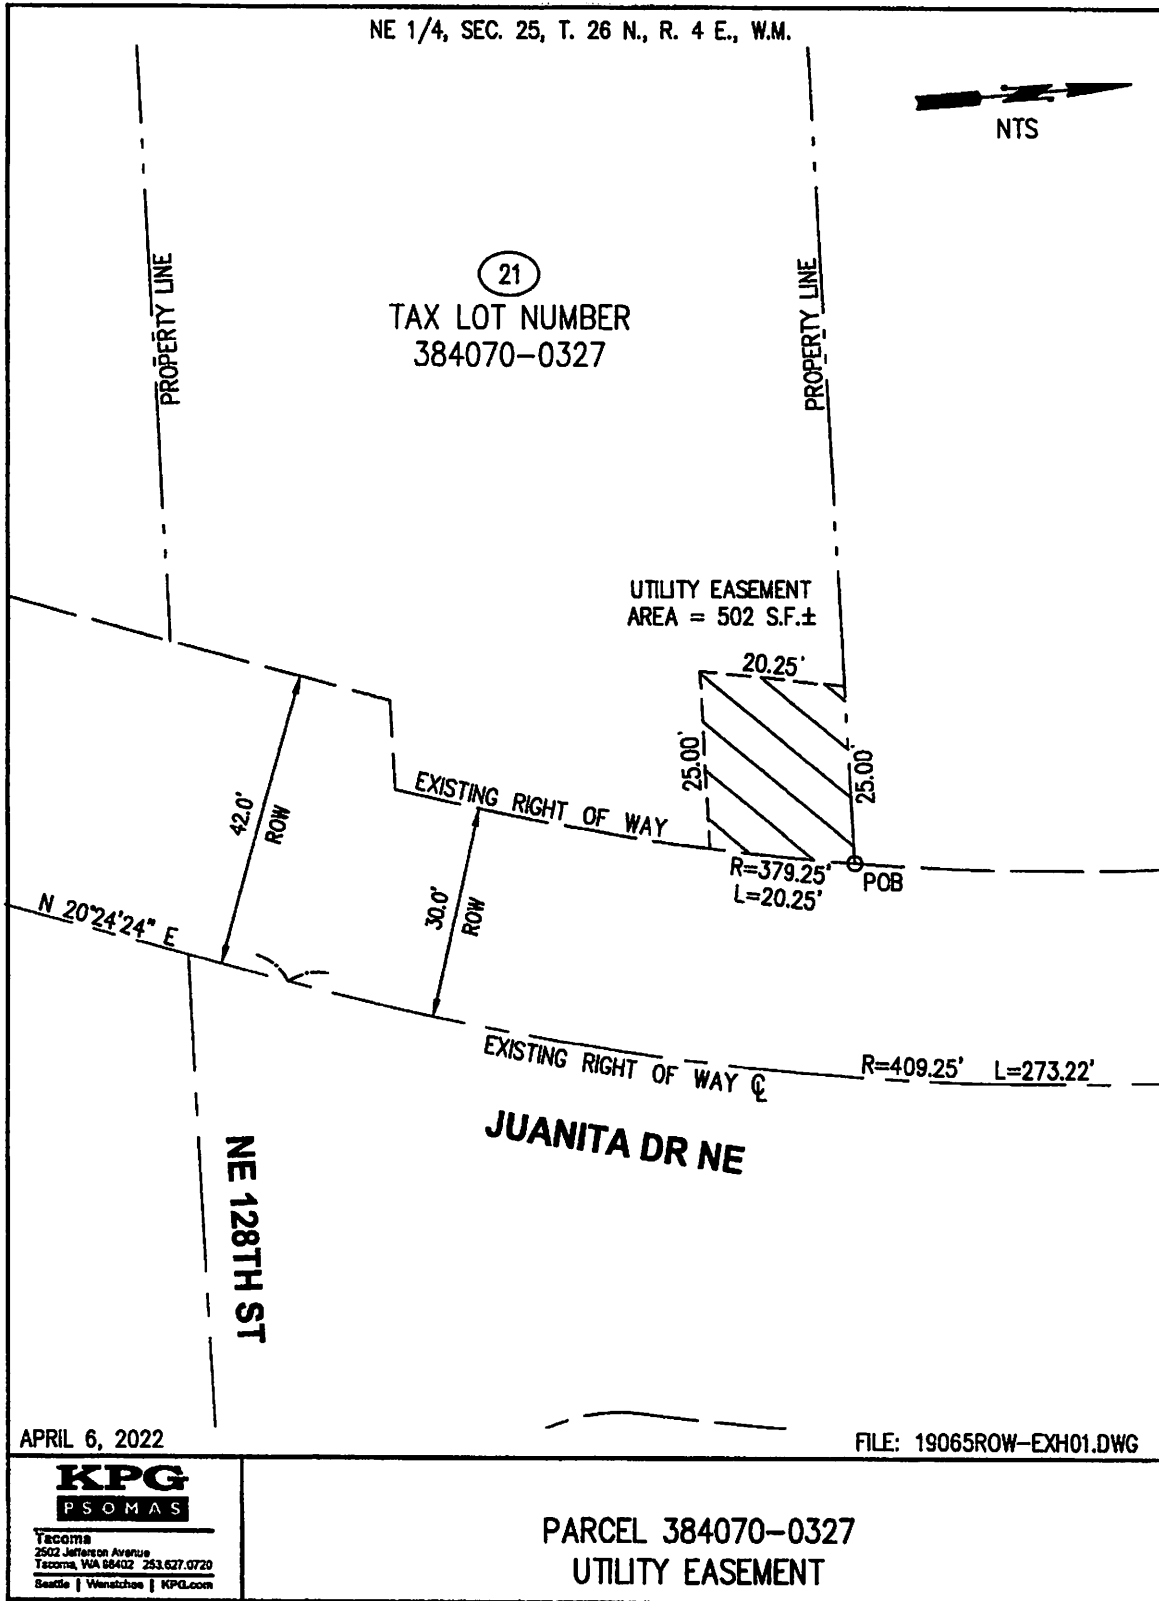 NE 1/4, SEC. 25, T. 26 N., R. 4 E., W.M.
NTS
PROPERTY LINE
21
TAX LOT NUMBER
384070-0327
PROPERTY LINE
UTILITY EASEMENT
AREA = 502 S.F.±
20.25'
25.00'
25.00'
EXISTING RIGHT OF WAY
R=379.25'
L=20.25'
POB
42.0'
ROW
30.0'
ROW
N 20°24'24" E
EXISTING RIGHT OF WAY ℄
R=409.25' L=273.22'
JUANITA DR NE
NE 128TH ST
APRIL 6, 2022
FILE: 19065ROW-EXH01.DWG
KPG
PSOMAS
Tacoma
2502 Jefferson Avenue
Tacoma, WA 98402 253.627.0720
Seattle | Wenatchee | KPG.com
PARCEL 384070-0327
UTILITY EASEMENT